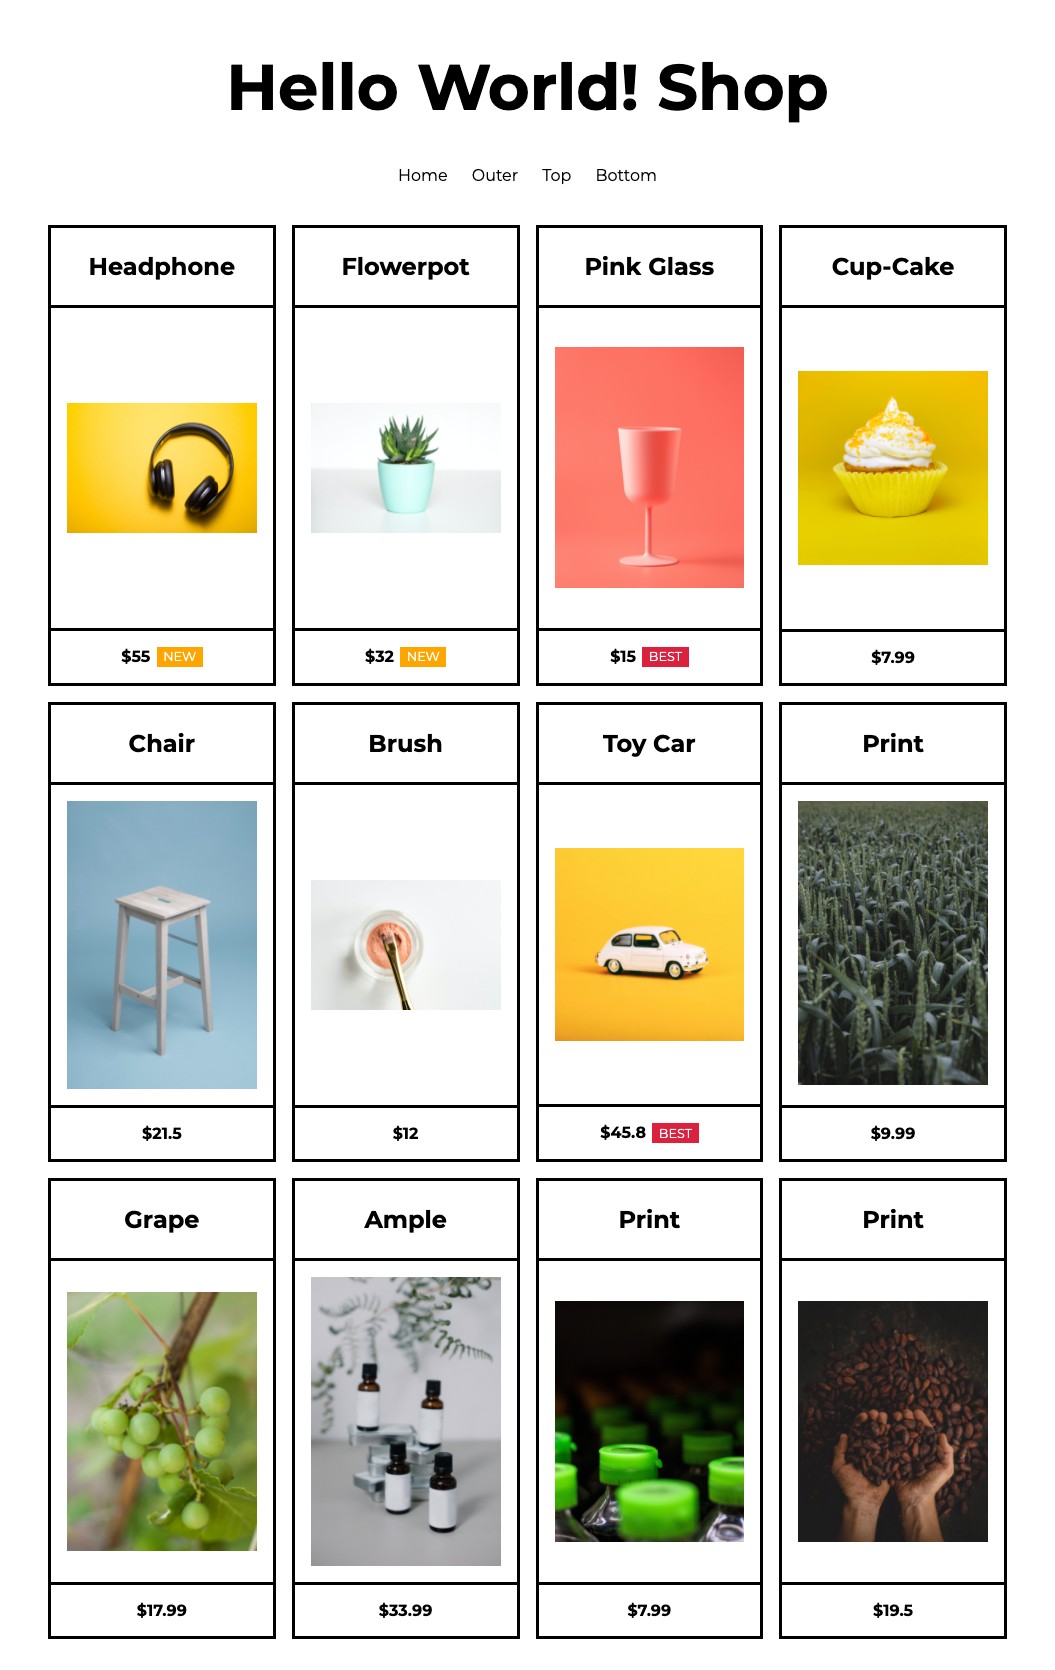 Hello World! Shop
Home Outer Top Bottom
Headphone
Flowerpot
Pink Glass
Cup-Cake
$55 NEW
$32 NEW
$15 BEST
$7.99
Chair
Brush
Toy Car
Print
$21.5
$12
$45.8 BEST
$9.99
Grape
Ample
Print
Print
$17.99
$33.99
$7.99
$19.5